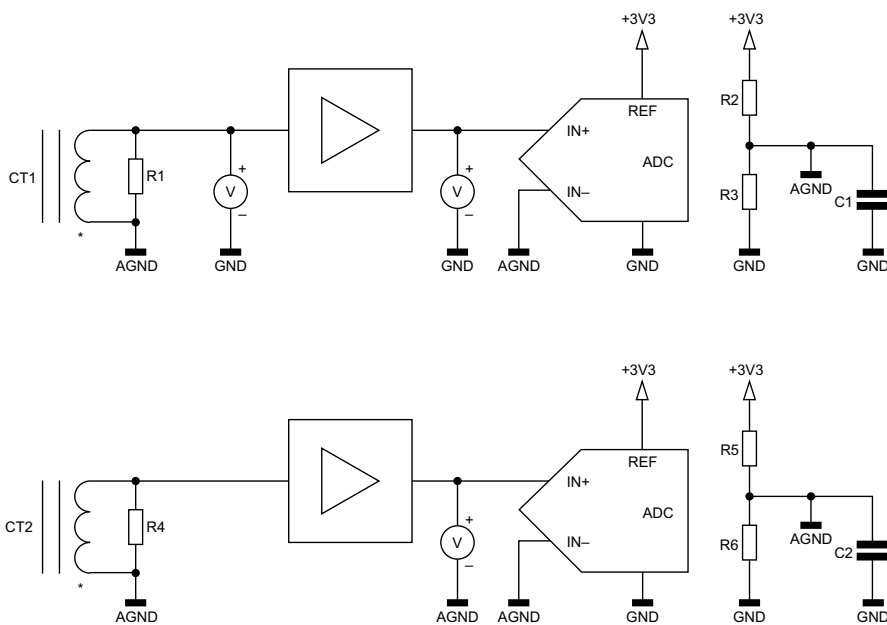 +3V3 +3V3
R2
REF
IN+
ADC
CT1 R1 + V – + V –
IN–
R3 AGND C1
*
AGND GND GND AGND GND GND GND
+3V3 +3V3
R5
REF
IN+
ADC
CT2 R4 + V –
IN–
R6 AGND C2
*
AGND AGND AGND GND GND GND